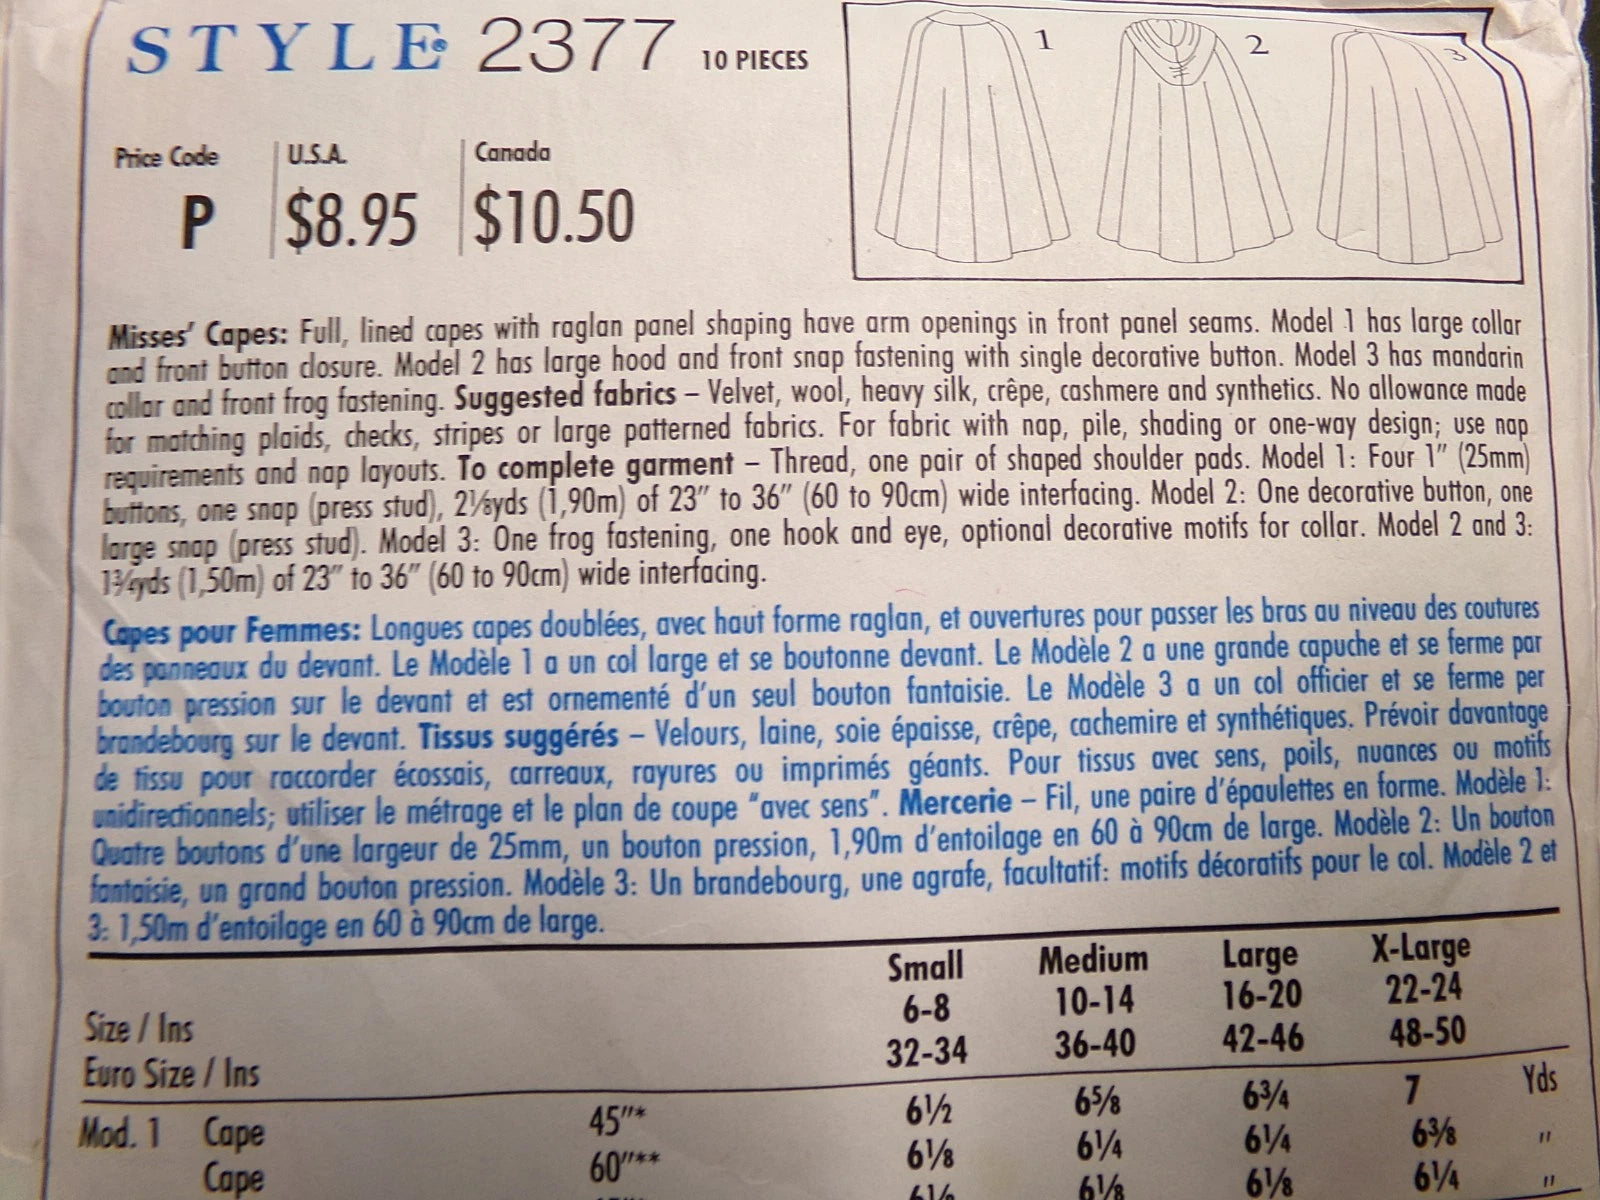 STYLE® 2377 10 PIECES
1 2 3
Price Code U.S.A. Canada
P $8.95 $10.50
Misses' Capes: Full, lined capes with raglan panel shaping have arm openings in front panel seams. Model 1 has large collar
and front button closure. Model 2 has large hood and front snap fastening with single decorative button. Model 3 has mandarin
collar and front frog fastening. Suggested fabrics – Velvet, wool, heavy silk, crêpe, cashmere and synthetics. No allowance made
for matching plaids, checks, stripes or large patterned fabrics. For fabric with nap, pile, shading or one-way design; use nap
requirements and nap layouts. To complete garment – Thread, one pair of shaped shoulder pads. Model 1: Four 1" (25mm)
buttons, one snap (press stud), 2⅛yds (1,90m) of 23" to 36" (60 to 90cm) wide interfacing. Model 2: One decorative button, one
large snap (press stud). Model 3: One frog fastening, one hook and eye, optional decorative motifs for collar. Model 2 and 3:
1¾yds (1,50m) of 23" to 36" (60 to 90cm) wide interfacing.
Capes pour Femmes: Longues capes doublées, avec haut forme raglan, et ouvertures pour passer les bras au niveau des coutures
des panneaux du devant. Le Modèle 1 a un col large et se boutonne devant. Le Modèle 2 a une grande capuche et se ferme par
bouton pression sur le devant et est ornementé d'un seul bouton fantaisie. Le Modèle 3 a un col officier et se ferme per
brandebourg sur le devant. Tissus suggérés – Velours, laine, soie épaisse, crêpe, cachemire et synthétiques. Prévoir davantage
de tissu pour raccorder écossais, carreaux, rayures ou imprimés géants. Pour tissus avec sens, poils, nuances ou motifs
unidirectionnels; utiliser le métrage et le plan de coupe "avec sens". Mercerie – Fil, une paire d'épaulettes en forme. Modèle 1:
Quatre boutons d'une largeur de 25mm, un bouton pression, 1,90m d'entoilage en 60 à 90cm de large. Modèle 2: Un bouton
fantaisie, un grand bouton pression. Modèle 3: Un brandebourg, une agrafe, facultatif: motifs décoratifs pour le col. Modèle 2 et
3: 1,50m d'entoilage en 60 à 90cm de large.
Small Medium Large X-Large
Size / Ins 6-8 10-14 16-20 22-24
Euro Size / Ins 32-34 36-40 42-46 48-50
Mod. 1 Cape 45"* 6½ 6⅝ 6¾ 7 Yds
Cape 60"** 6⅛ 6¼ 6¼ 6⅜ "
6⅛ 6⅛ 6¼ "